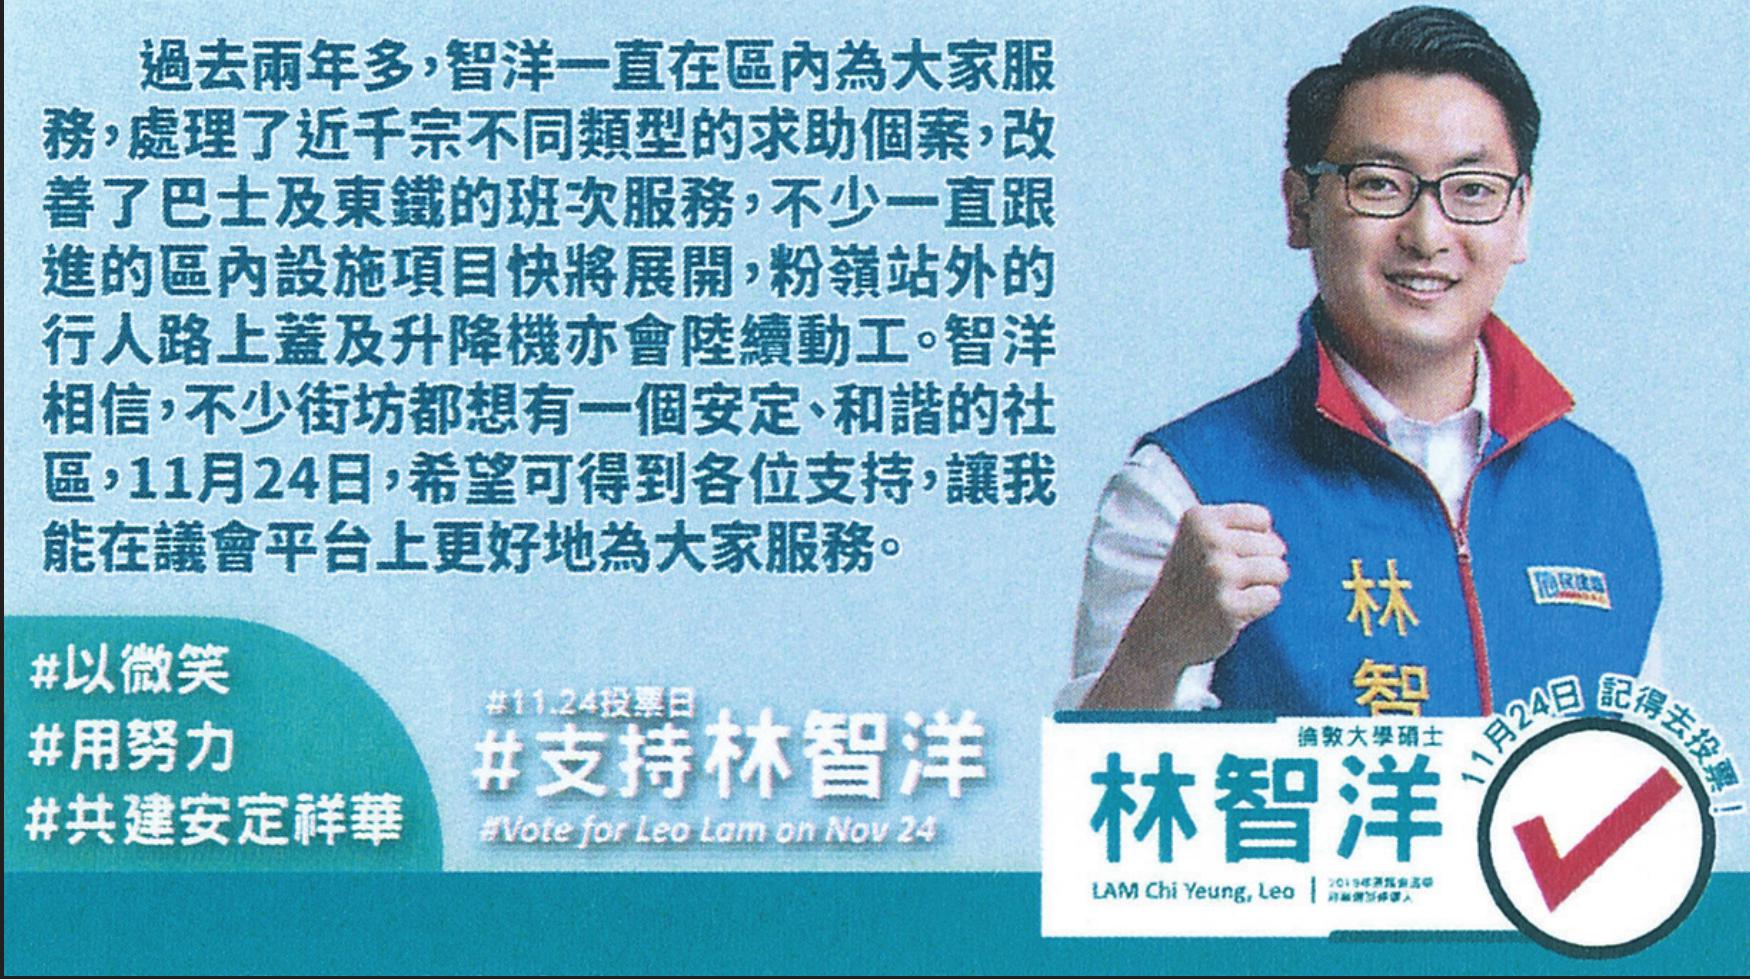 過去兩年多，智洋一直在區內為大家服
務，處理了近千宗不同類型的求助個案，改
善了巴士及東鐵的班次服務，不少一直跟
進的區內設施項目快將展開，粉嶺站外的
行人路上蓋及升降機亦會陸續動工。智洋
相信，不少街坊都想有一個安定、和諧的社
區，11月24日，希望可得到各位支持，讓我
能在議會平台上更好地為大家服務。
#以微笑
#用努力
#共建安定祥華
#11.24投票日
#支持林智洋
#Vote for Leo Lam on Nov 24
林智
民建聯
倫敦大學碩士
林智洋
LAM Chi Yeung, Leo
2019年區議會選舉
祥華選區候選人
11月24日 記得去投票！